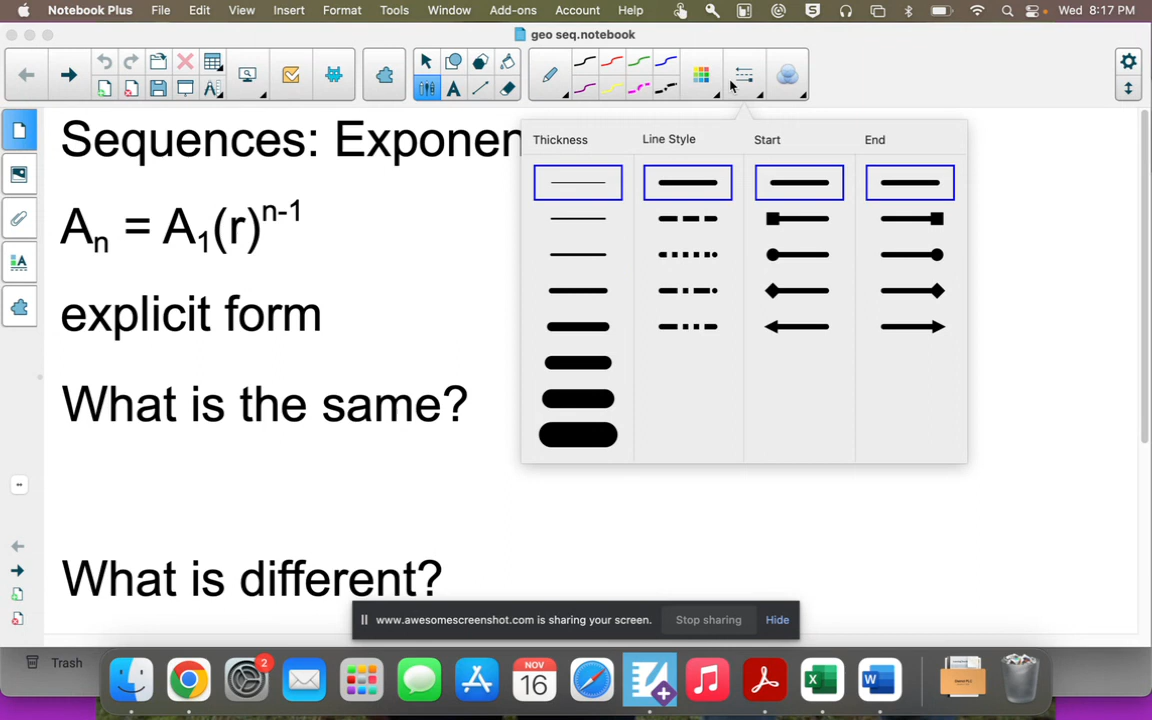 Notebook Plus File Edit View Insert Format Tools Window Add-ons Account Help Wed 8:17 PM
geo seq.notebook
Thickness Line Style Start End
Sequences: Exponen
Aₙ = A₁(r)ⁿ⁻¹
explicit form
What is the same?
What is different?
www.awesomescreenshot.com is sharing your screen. Stop sharing Hide
Trash
2
NOV
16